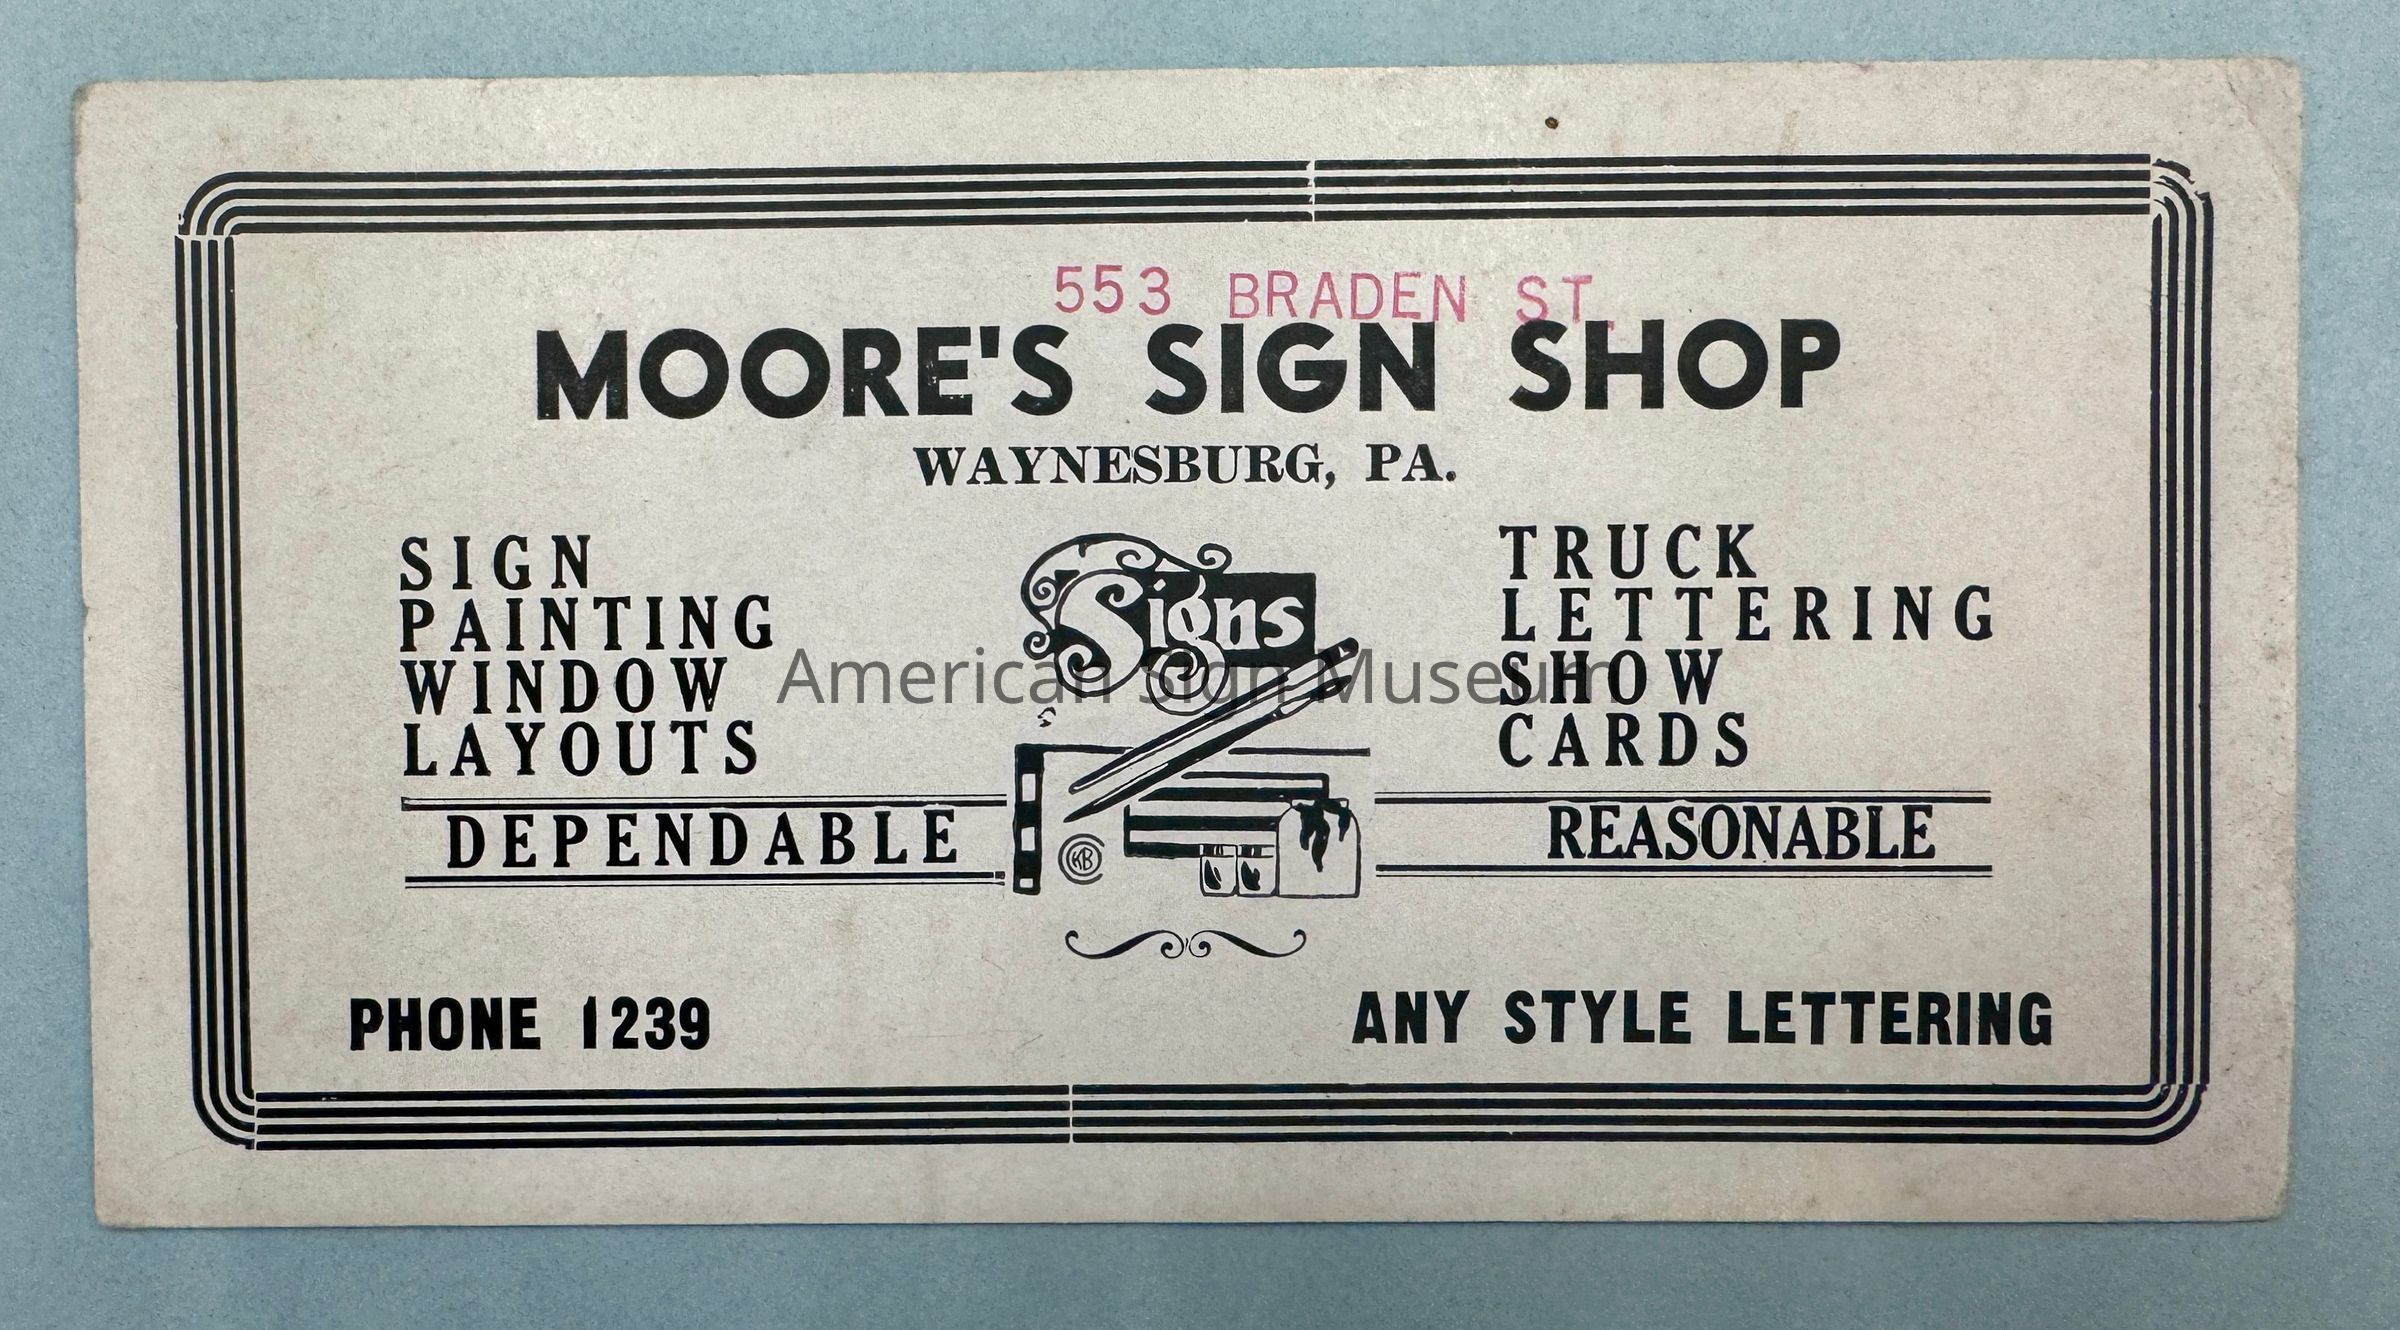 553 BRADEN ST.
MOORE'S SIGN SHOP
WAYNESBURG, PA.
SIGN
PAINTING
WINDOW
LAYOUTS
Signs
TRUCK
LETTERING
SHOW
CARDS
American Sign Museum
DEPENDABLE
KB
REASONABLE
PHONE 1239
ANY STYLE LETTERING